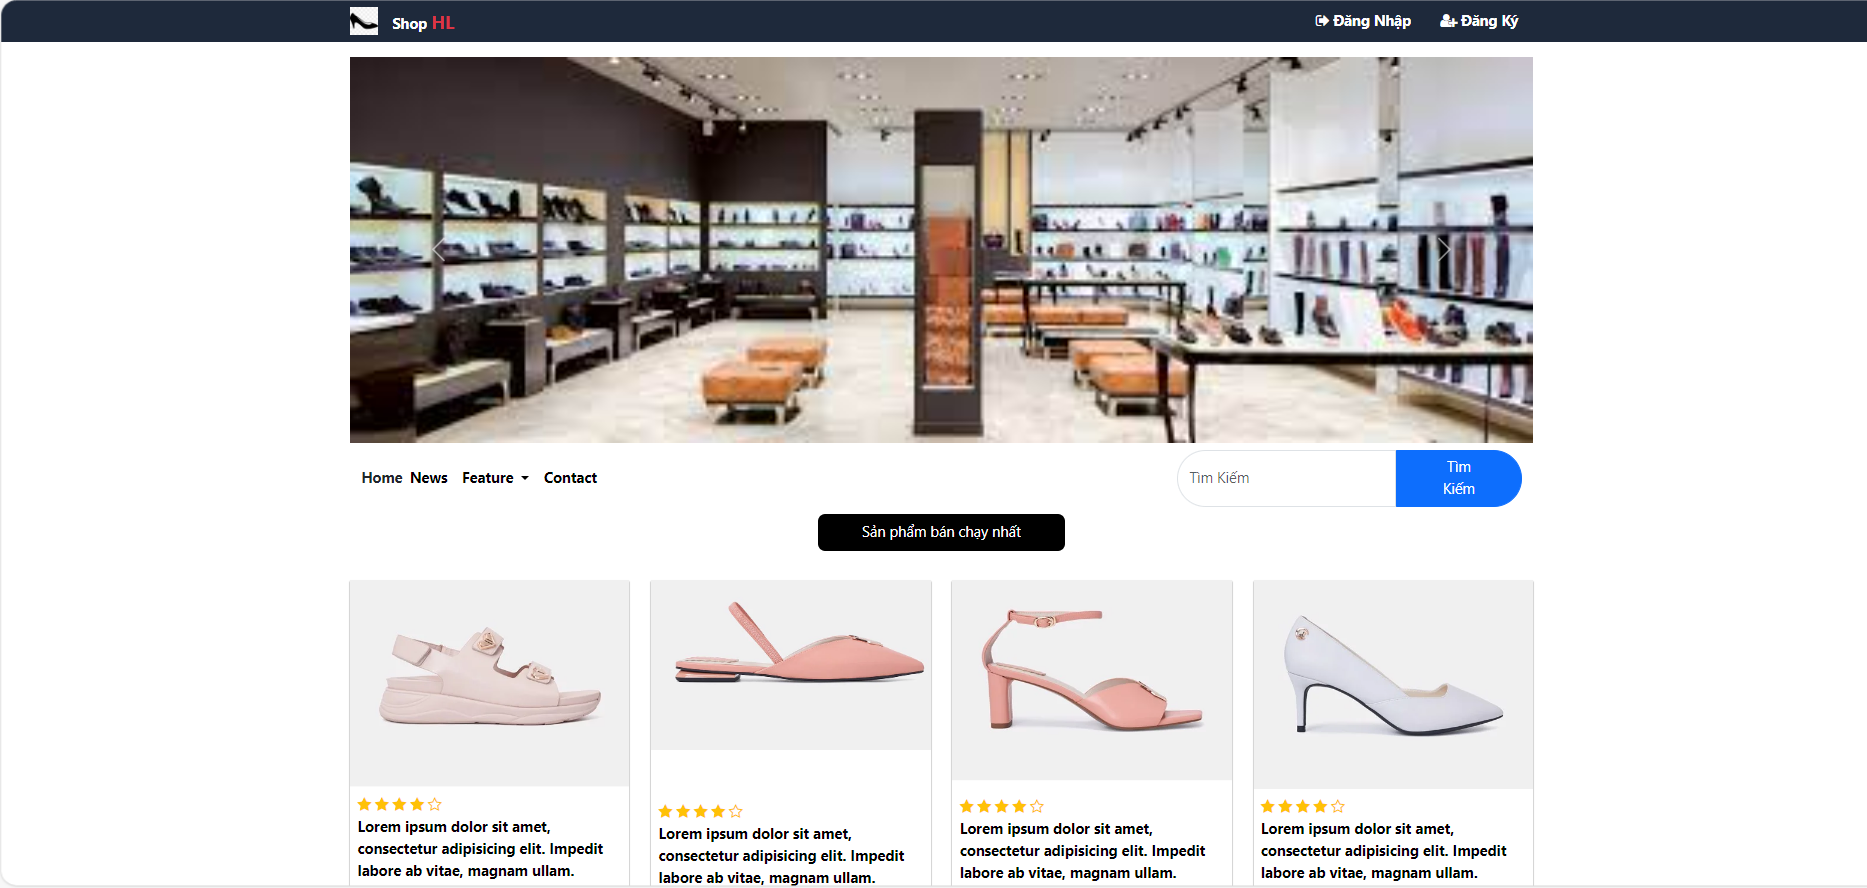 Shop HL
Đăng Nhập
Đăng Ký
Home
News
Feature
Contact
Tìm Kiếm
Tìm
Kiếm
Sản phẩm bán chạy nhất
Lorem ipsum dolor sit amet,
consectetur adipisicing elit. Impedit
labore ab vitae, magnam ullam.
Lorem ipsum dolor sit amet,
consectetur adipisicing elit. Impedit
labore ab vitae, magnam ullam.
Lorem ipsum dolor sit amet,
consectetur adipisicing elit. Impedit
labore ab vitae, magnam ullam.
Lorem ipsum dolor sit amet,
consectetur adipisicing elit. Impedit
labore ab vitae, magnam ullam.